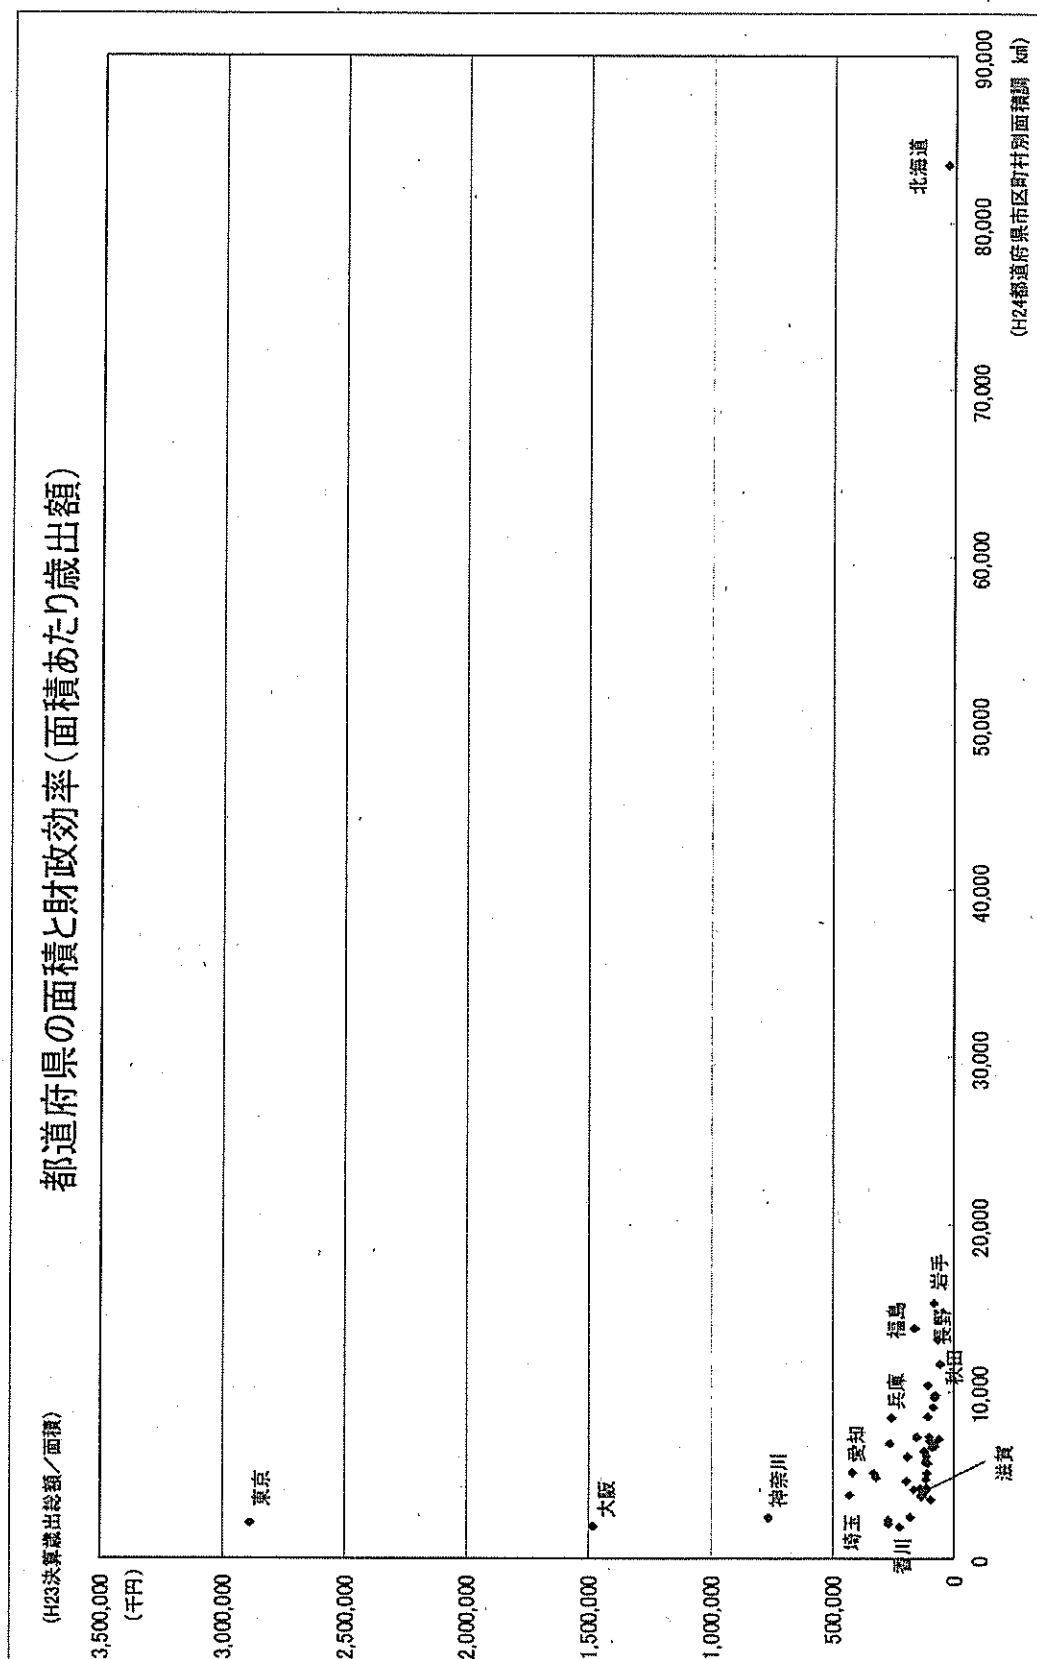 都道府県の面積と財政効率(面積あたり歳出額)
(H23決算歳出総額/面積)
3,500,000
(千円)
3,000,000
2,500,000
2,000,000
1,500,000
1,000,000
500,000
0
東京
大阪
神奈川
埼玉
愛知
兵庫
福島
香川
滋賀
秋田
長野
岩手
北海道
0
10,000
20,000
30,000
40,000
50,000
60,000
70,000
80,000
90,000
(H24都道府県市区町村別面積調 ㎢)